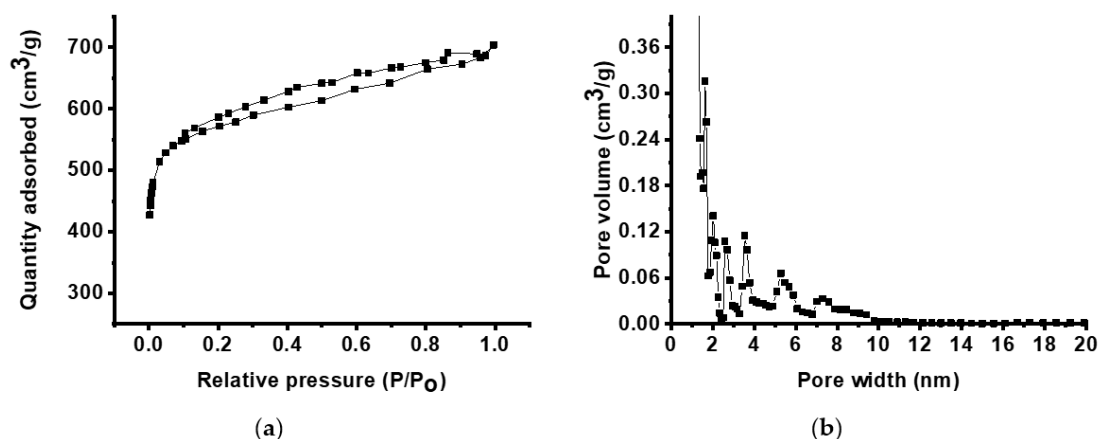 Quantity adsorbed (cm³/g)
700
600
500
400
300
0.0 0.2 0.4 0.6 0.8 1.0
Relative pressure (P/Po)
(a)
Pore volume (cm³/g)
0.36
0.30
0.24
0.18
0.12
0.06
0.00
0 2 4 6 8 10 12 14 16 18 20
Pore width (nm)
(b)